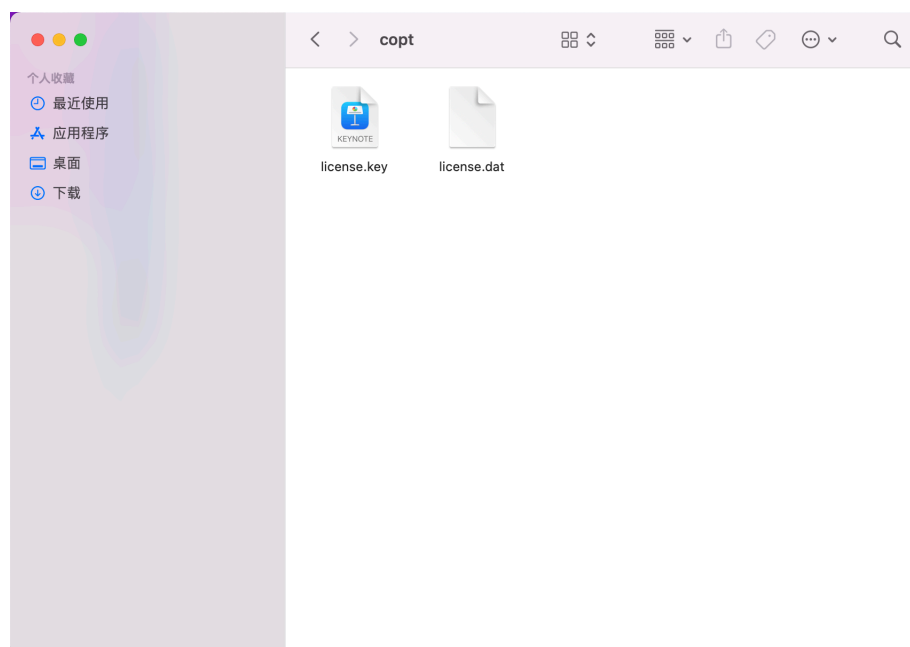 copt
个人收藏
最近使用
应用程序
桌面
下载
KEYNOTE
license.key
license.dat